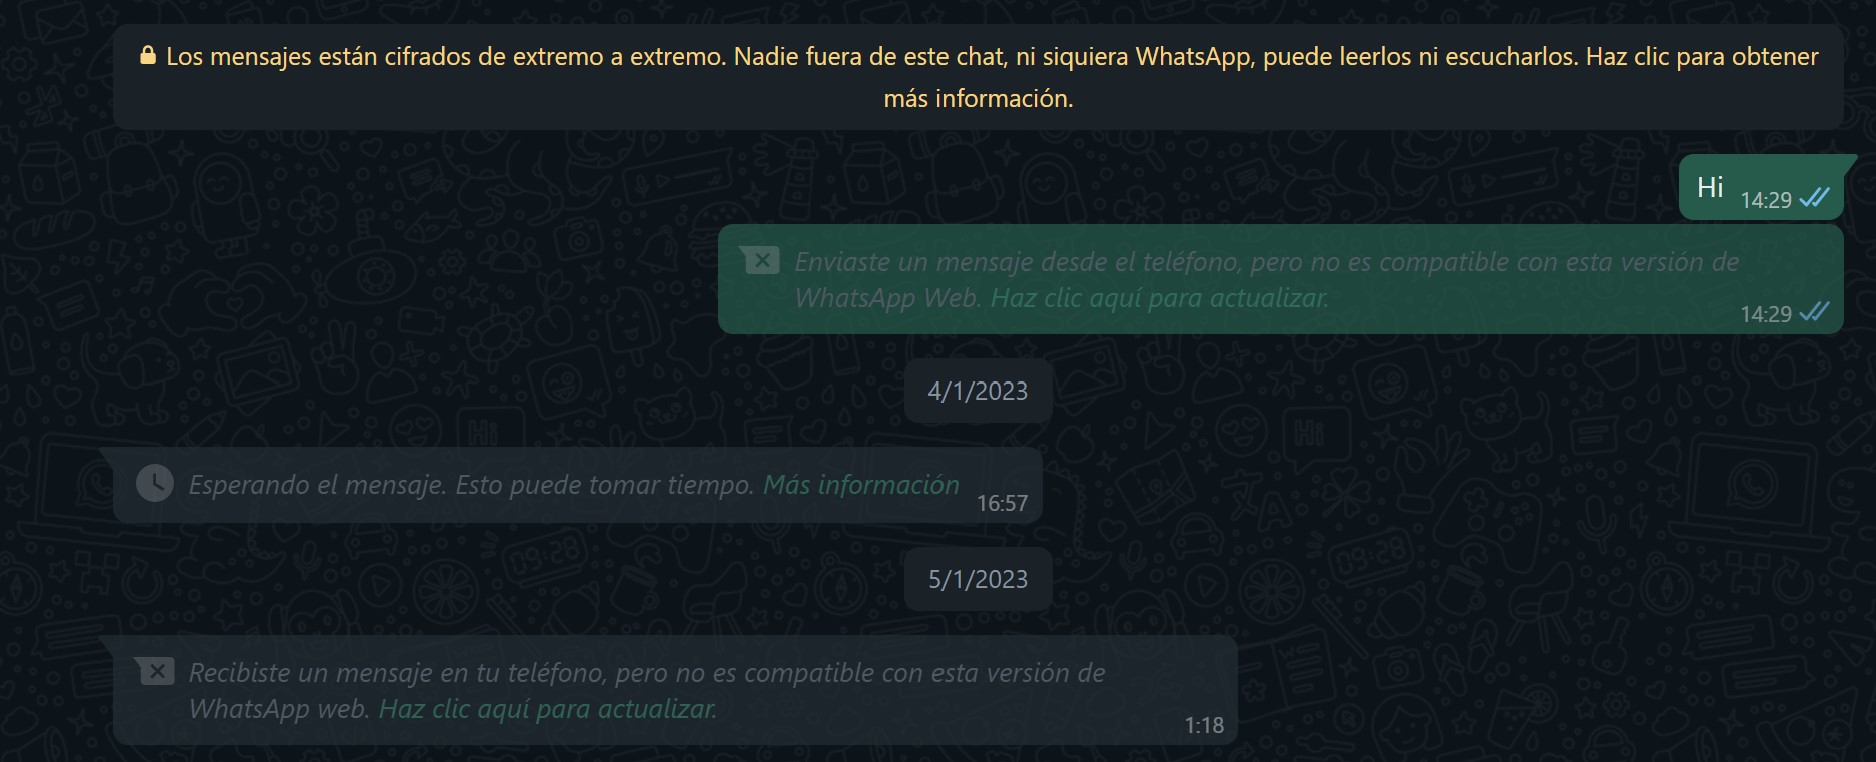 Los mensajes están cifrados de extremo a extremo. Nadie fuera de este chat, ni siquiera WhatsApp, puede leerlos ni escucharlos. Haz clic para obtener
más información.
Hi 14:29
Enviaste un mensaje desde el teléfono, pero no es compatible con esta versión de
WhatsApp Web. Haz clic aquí para actualizar.
14:29
4/1/2023
Esperando el mensaje. Esto puede tomar tiempo. Más información
16:57
5/1/2023
Recibiste un mensaje en tu teléfono, pero no es compatible con esta versión de
WhatsApp web. Haz clic aquí para actualizar.
1:18